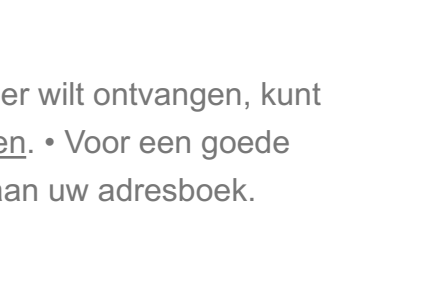 er wilt ontvangen, kunt
en. • Voor een goede
aan uw adresboek.